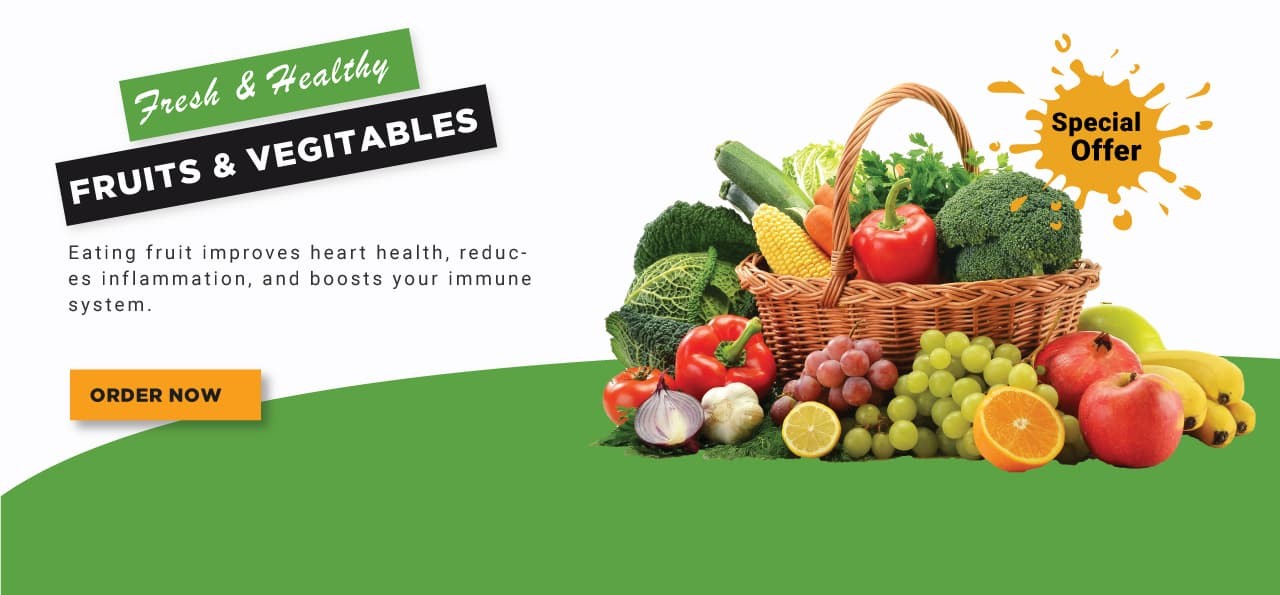 Fresh & Healthy
FRUITS & VEGITABLES
Eating fruit improves heart health, reduc-
es inflammation, and boosts your immune
system.
ORDER NOW
Special
Offer